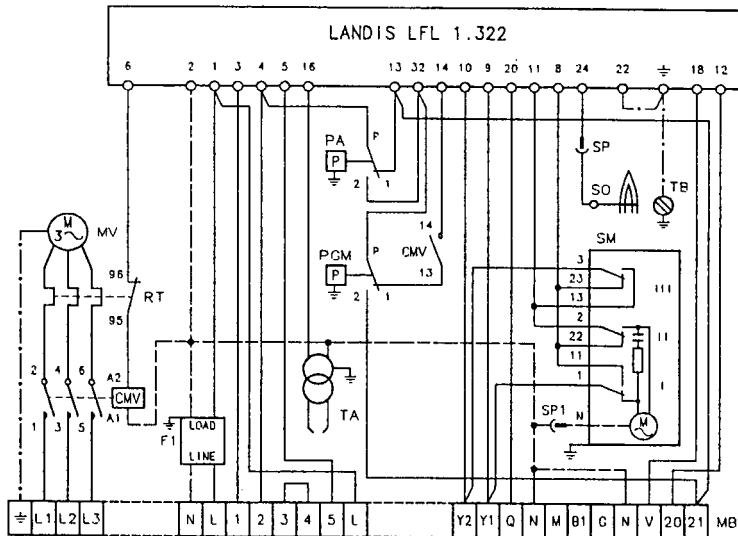 LANDIS LFL 1.322
6 2 1 3 4 5 16 13 32 14 10 9 20 11 8 24 22 18 12
P
PA
P
2 1
SP
SO
TB
MV
M
3
14
CMV
13
PGM
P
P
2 1
SM
3
23
13
III
2
22
II
11
1
I
96
RT
95
2 4 6 A2
CMV
1 3 5 A1
F1
LOAD
LINE
TA
SP1
N
M
L1 L2 L3 N L 1 2 3 4 5 L Y2 Y1 Q N M B1 G N V 20 21 MB